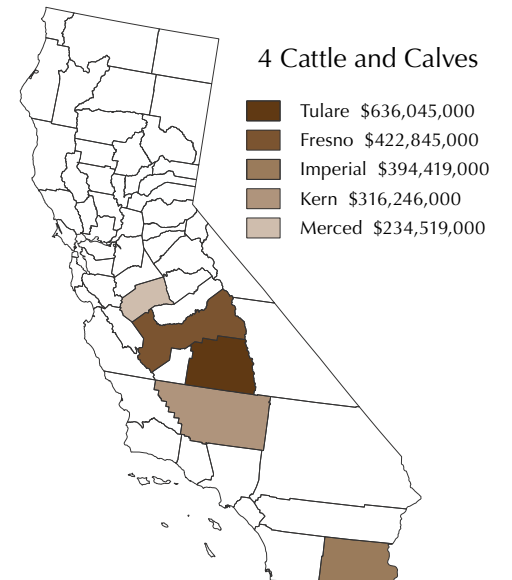 4 Cattle and Calves
Tulare $636,045,000
Fresno $422,845,000
Imperial $394,419,000
Kern $316,246,000
Merced $234,519,000